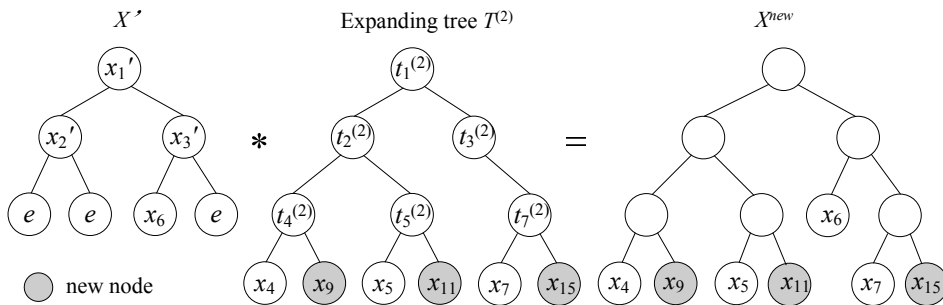 X’ Expanding tree T⁽²⁾ Xⁿᵉʷ
x₁′ t₁⁽²⁾
x₂′ x₃′ * t₂⁽²⁾ t₃⁽²⁾ =
e e x₆ e t₄⁽²⁾ t₅⁽²⁾ t₇⁽²⁾ x₆
x₄ x₉ x₅ x₁₁ x₇ x₁₅ x₄ x₉ x₅ x₁₁ x₇ x₁₅
new node